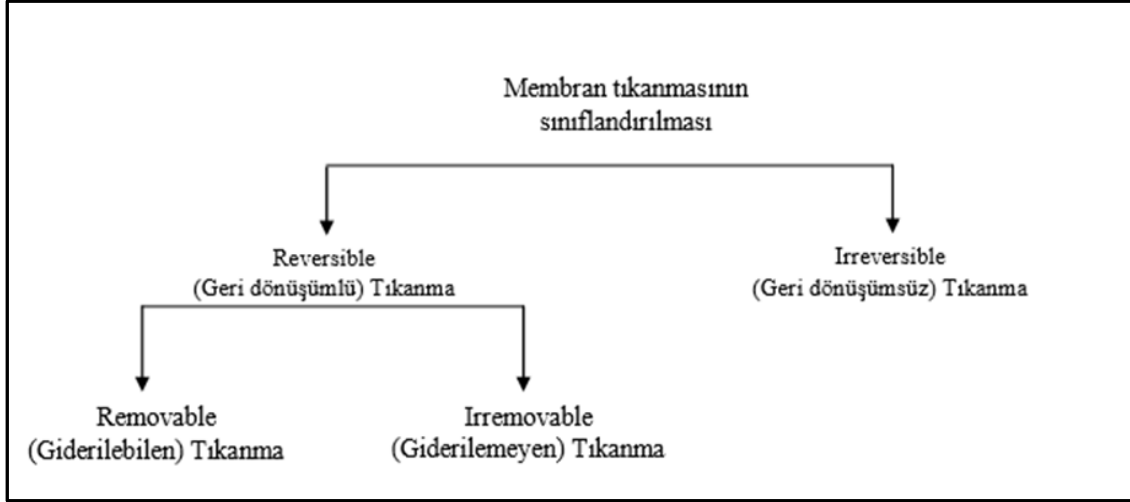 Membran tıkanmasının
sınıflandırılması
Reversible
(Geri dönüşümlü) Tıkanma
Irreversible
(Geri dönüşümsüz) Tıkanma
Removable
(Giderilebilen) Tıkanma
Irremovable
(Giderilemeyen) Tıkanma